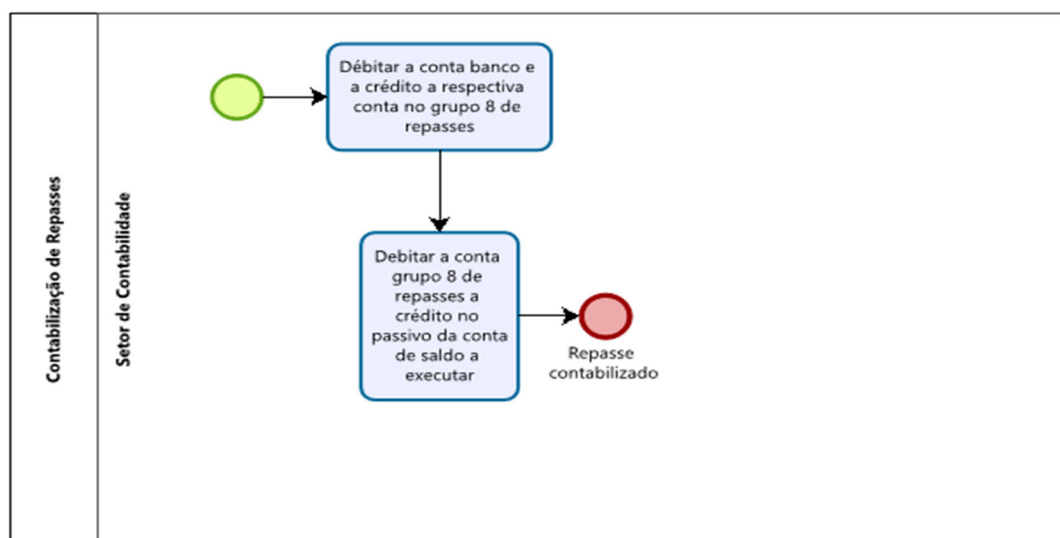 Contabilização de Repasses
Setor de Contabilidade
Débitar a conta banco e
a crédito a respectiva
conta no grupo 8 de
repasses
Debitar a conta
grupo 8 de
repasses a
crédito no
passivo da conta
de saldo a
executar
Repasse
contabilizado